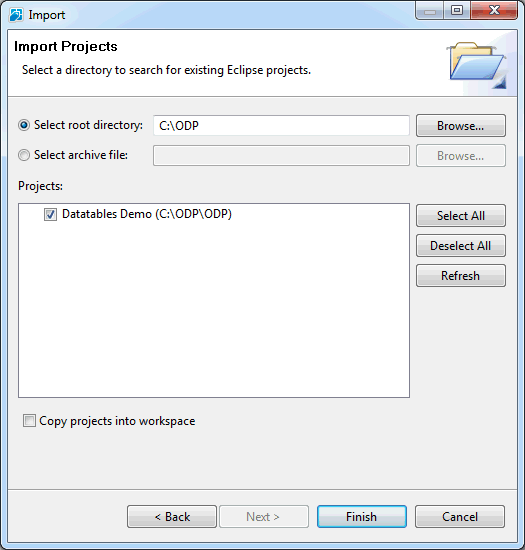 Import
Import Projects
Select a directory to search for existing Eclipse projects.
Select root directory: C:\ODP Browse...
Select archive file: Browse...
Projects:
Datatables Demo (C:\ODP\ODP)
Select All
Deselect All
Refresh
Copy projects into workspace
< Back Next > Finish Cancel